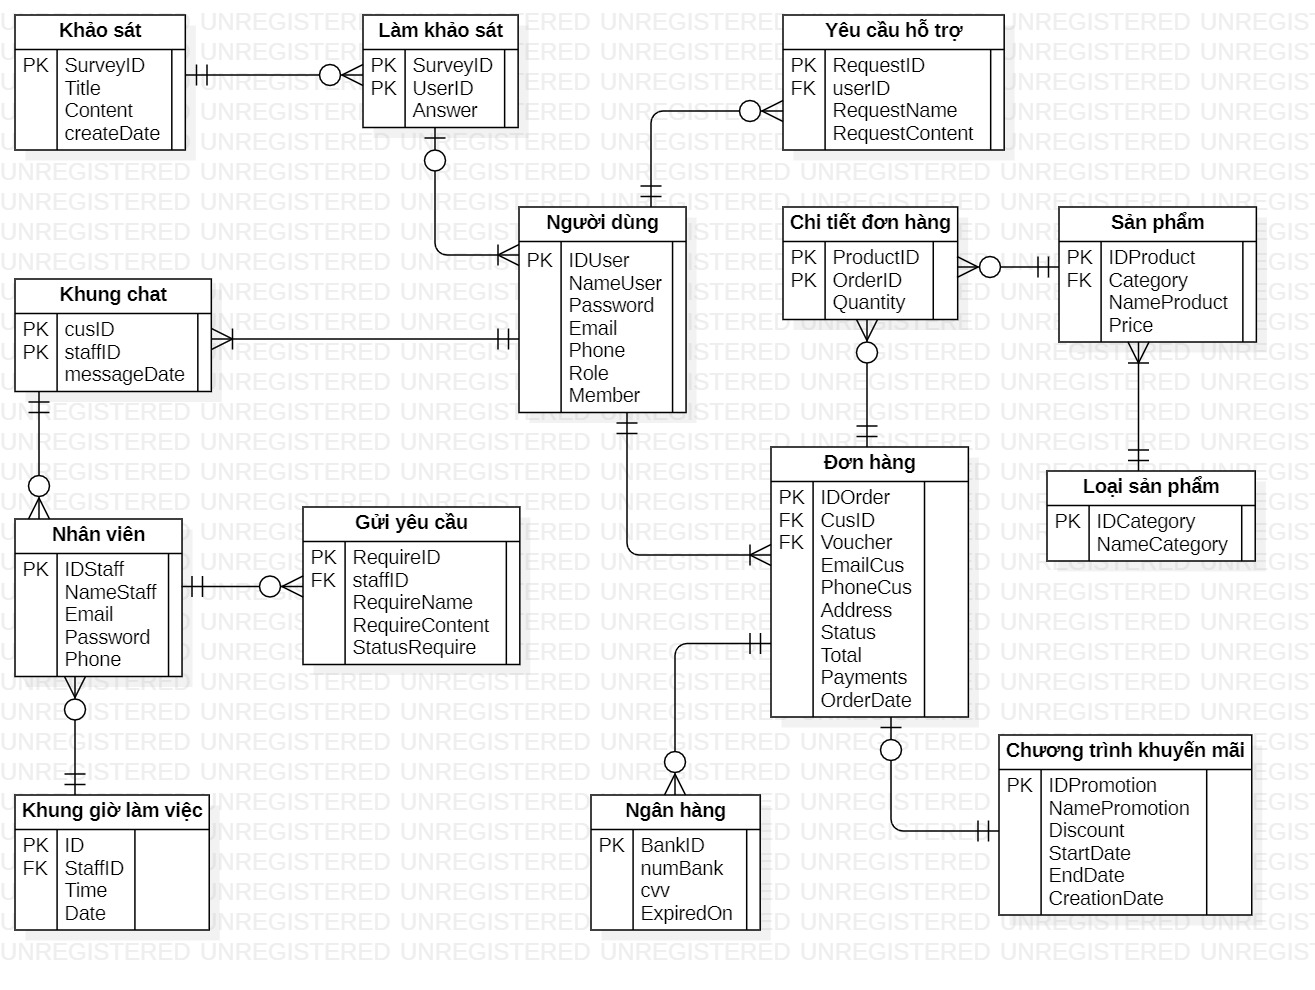 Khảo sát
PK SurveyID
Title
Content
createDate
Làm khảo sát
PK SurveyID
PK UserID
Answer
Yêu cầu hỗ trợ
PK RequestID
FK userID
RequestName
RequestContent
Người dùng
PK IDUser
NameUser
Password
Email
Phone
Role
Member
Chi tiết đơn hàng
PK ProductID
PK OrderID
Quantity
Sản phẩm
PK IDProduct
FK Category
NameProduct
Price
Khung chat
PK cusID
PK staffID
messageDate
Đơn hàng
PK IDOrder
FK CusID
FK Voucher
EmailCus
PhoneCus
Address
Status
Total
Payments
OrderDate
Loại sản phẩm
PK IDCategory
NameCategory
Nhân viên
PK IDStaff
NameStaff
Email
Password
Phone
Gửi yêu cầu
PK RequireID
FK staffID
RequireName
RequireContent
StatusRequire
Khung giờ làm việc
PK ID
FK StaffID
Time
Date
Ngân hàng
PK BankID
numBank
cvv
ExpiredOn
Chương trình khuyến mãi
PK IDPromotion
NamePromotion
Discount
StartDate
EndDate
CreationDate
UNREGISTERED